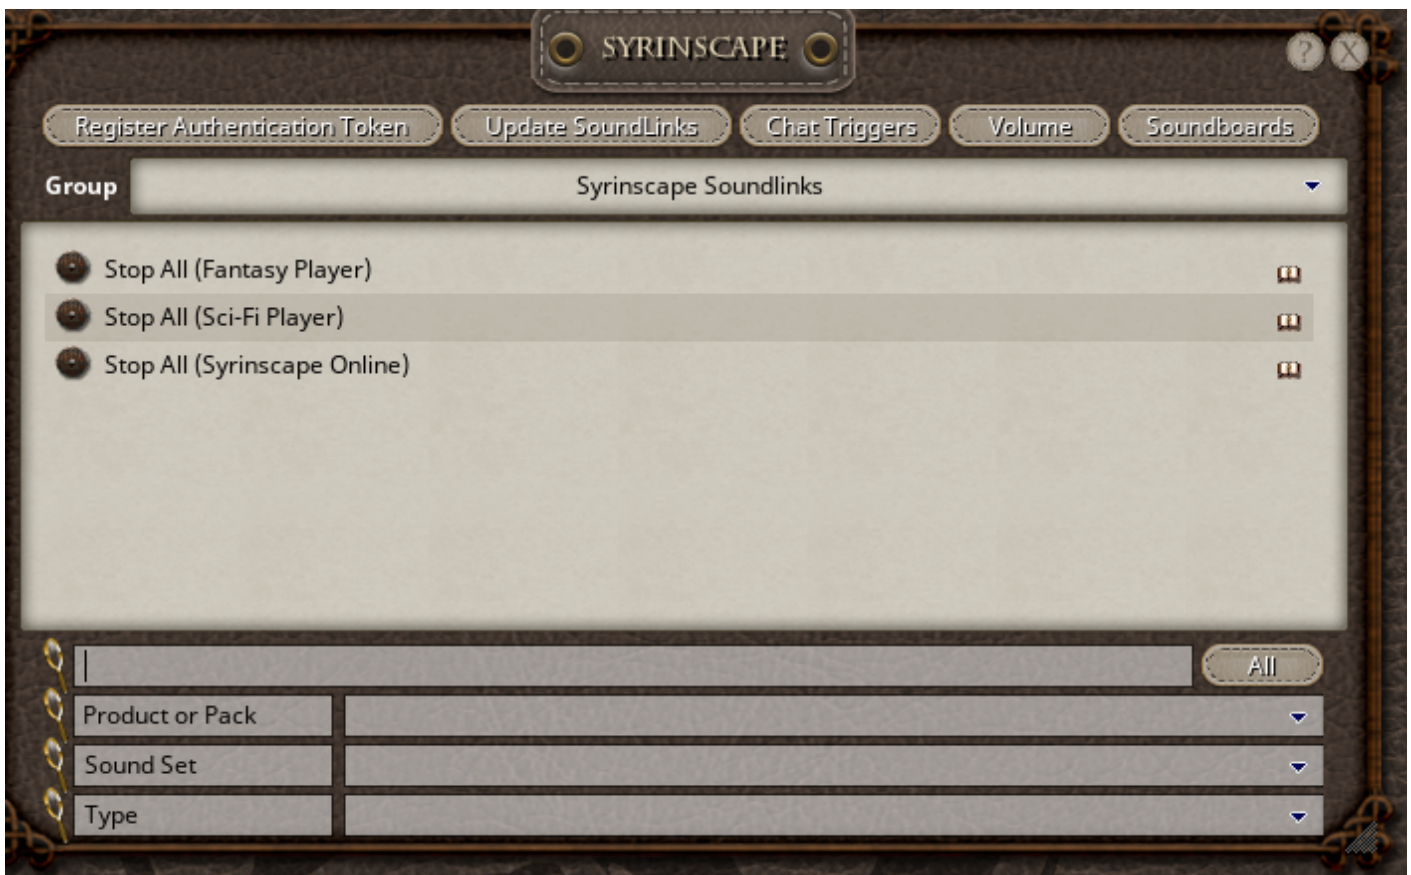 SYRINSCAPE
? X
Register Authentication Token Update SoundLinks Chat Triggers Volume Soundboards
Group Syrinscape Soundlinks
Stop All (Fantasy Player)
Stop All (Sci-Fi Player)
Stop All (Syrinscape Online)
All
Product or Pack
Sound Set
Type